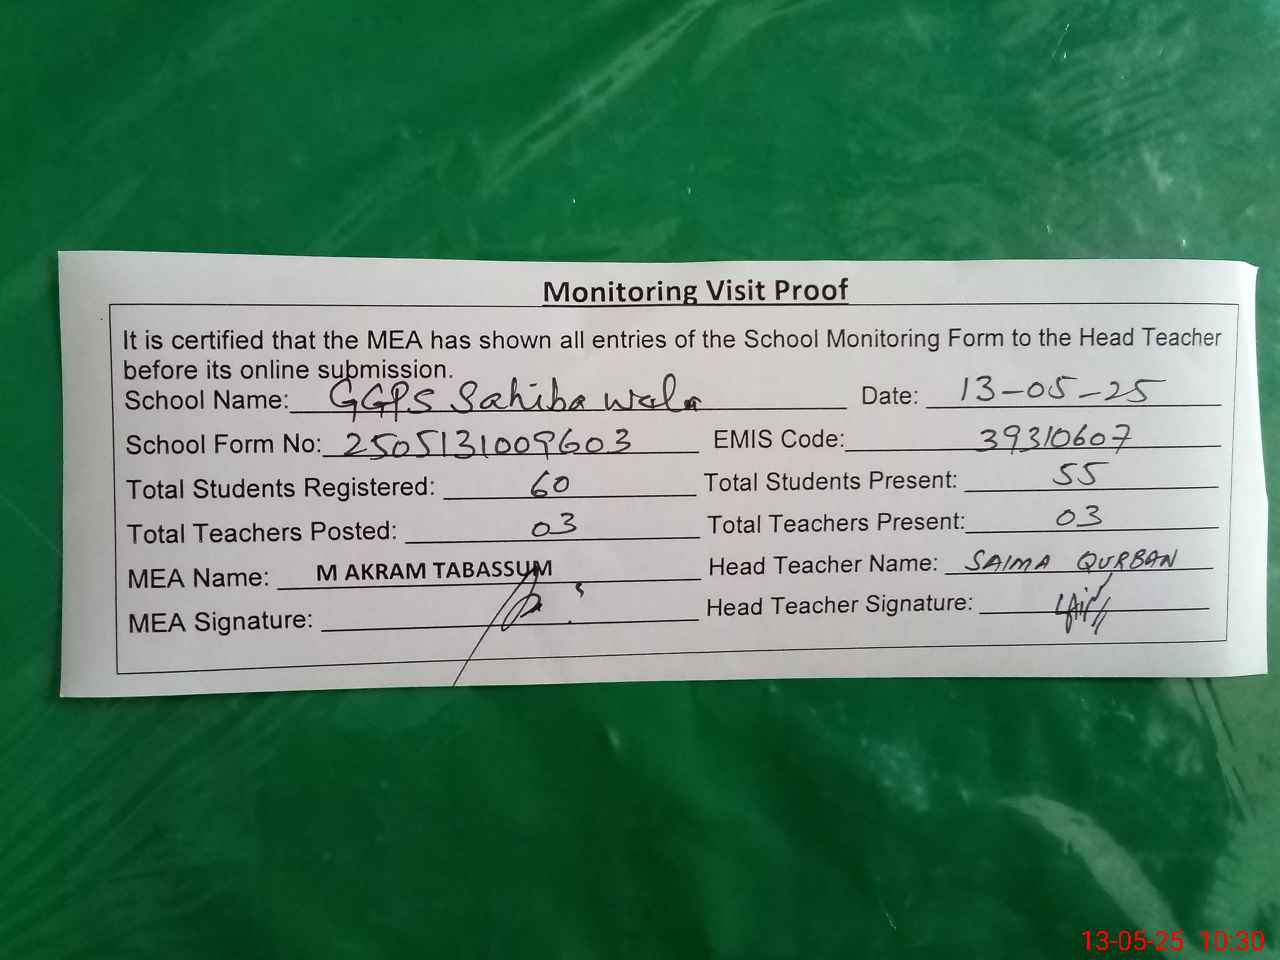 Monitoring Visit Proof
It is certified that the MEA has shown all entries of the School Monitoring Form to the Head Teacher
before its online submission.
School Name: GGPS Sahiba wala Date: 13-05-25
School Form No: 2505131009603 EMIS Code: 39310607
Total Students Registered: 60 Total Students Present: 55
Total Teachers Posted: 03 Total Teachers Present: 03
MEA Name: M AKRAM TABASSUM Head Teacher Name: SAIMA QURBAN
MEA Signature: Head Teacher Signature:
13-05-25 10:30